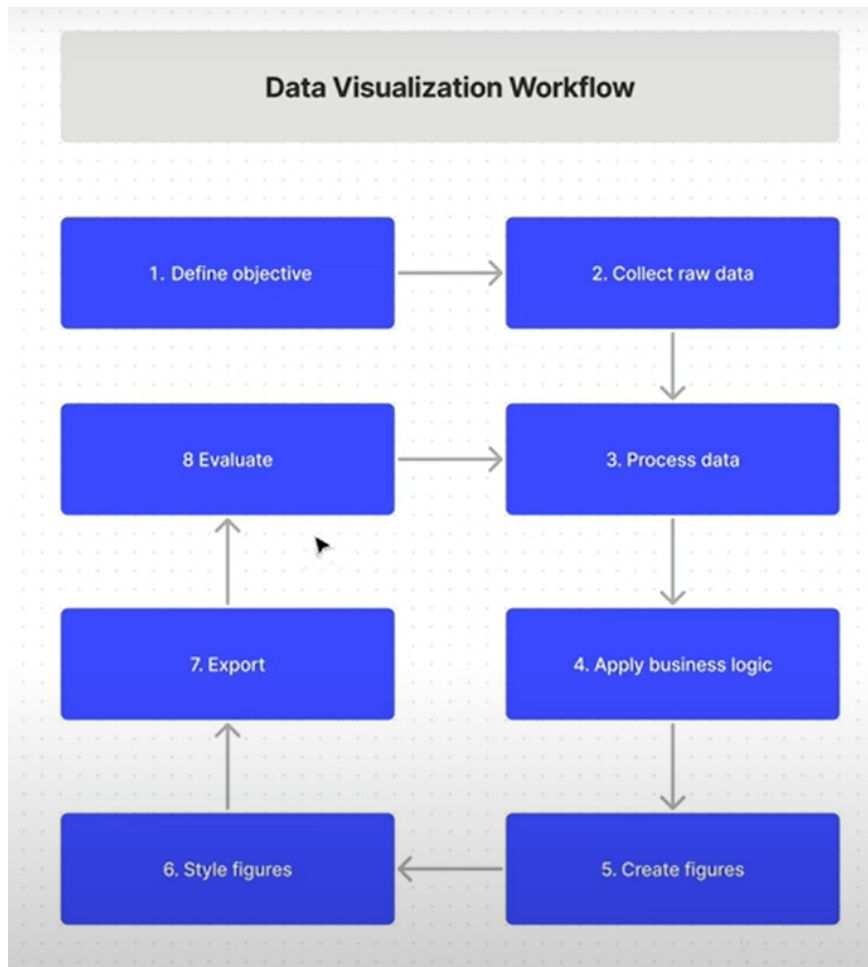 Data Visualization Workflow
1. Define objective
2. Collect raw data
8 Evaluate
3. Process data
7. Export
4. Apply business logic
6. Style figures
5. Create figures